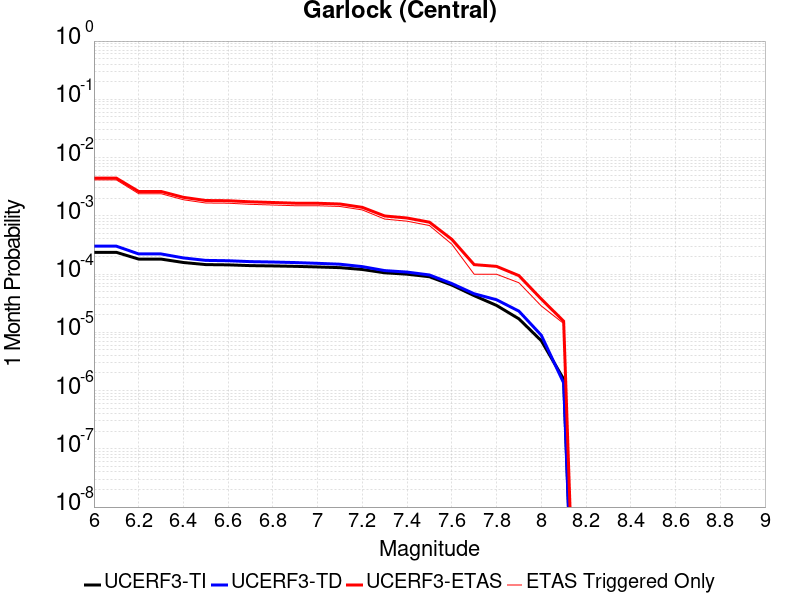 Garlock (Central)
10^0
10^-1
10^-2
10^-3
10^-4
10^-5
10^-6
10^-7
10^-8
1 Month Probability
6 6.2 6.4 6.6 6.8 7 7.2 7.4 7.6 7.8 8 8.2 8.4 8.6 8.8 9
Magnitude
UCERF3-TI UCERF3-TD UCERF3-ETAS ETAS Triggered Only